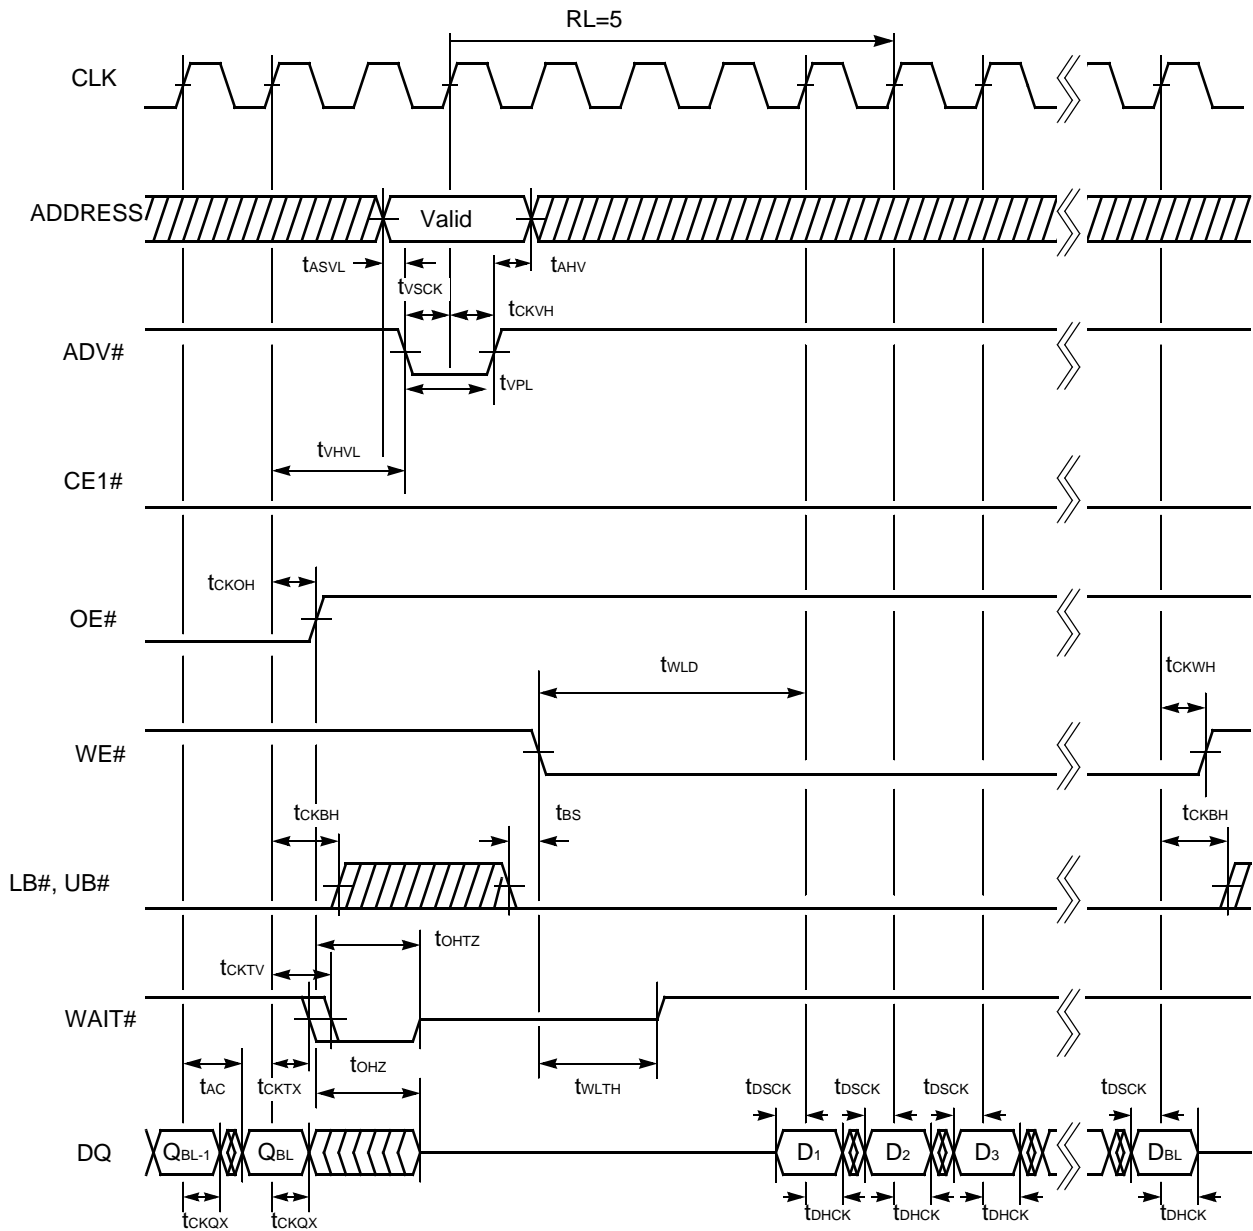 RL=5
CLK
ADDRESS
Valid
tASVL
tAHV
tVSCK
tCKVH
ADV#
tVPL
tVHVL
CE1#
tCKOH
OE#
tWLD
tCKWH
WE#
tCKBH
tBS
tCKBH
LB#, UB#
tOHTZ
tCKTV
WAIT#
tAC
tCKTX
tOHZ
tWLTH
tDSCK
tDSCK
tDSCK
tDSCK
DQ
QBL-1
QBL
D1
D2
D3
DBL
tCKQX
tCKQX
tDHCK
tDHCK
tDHCK
tDHCK